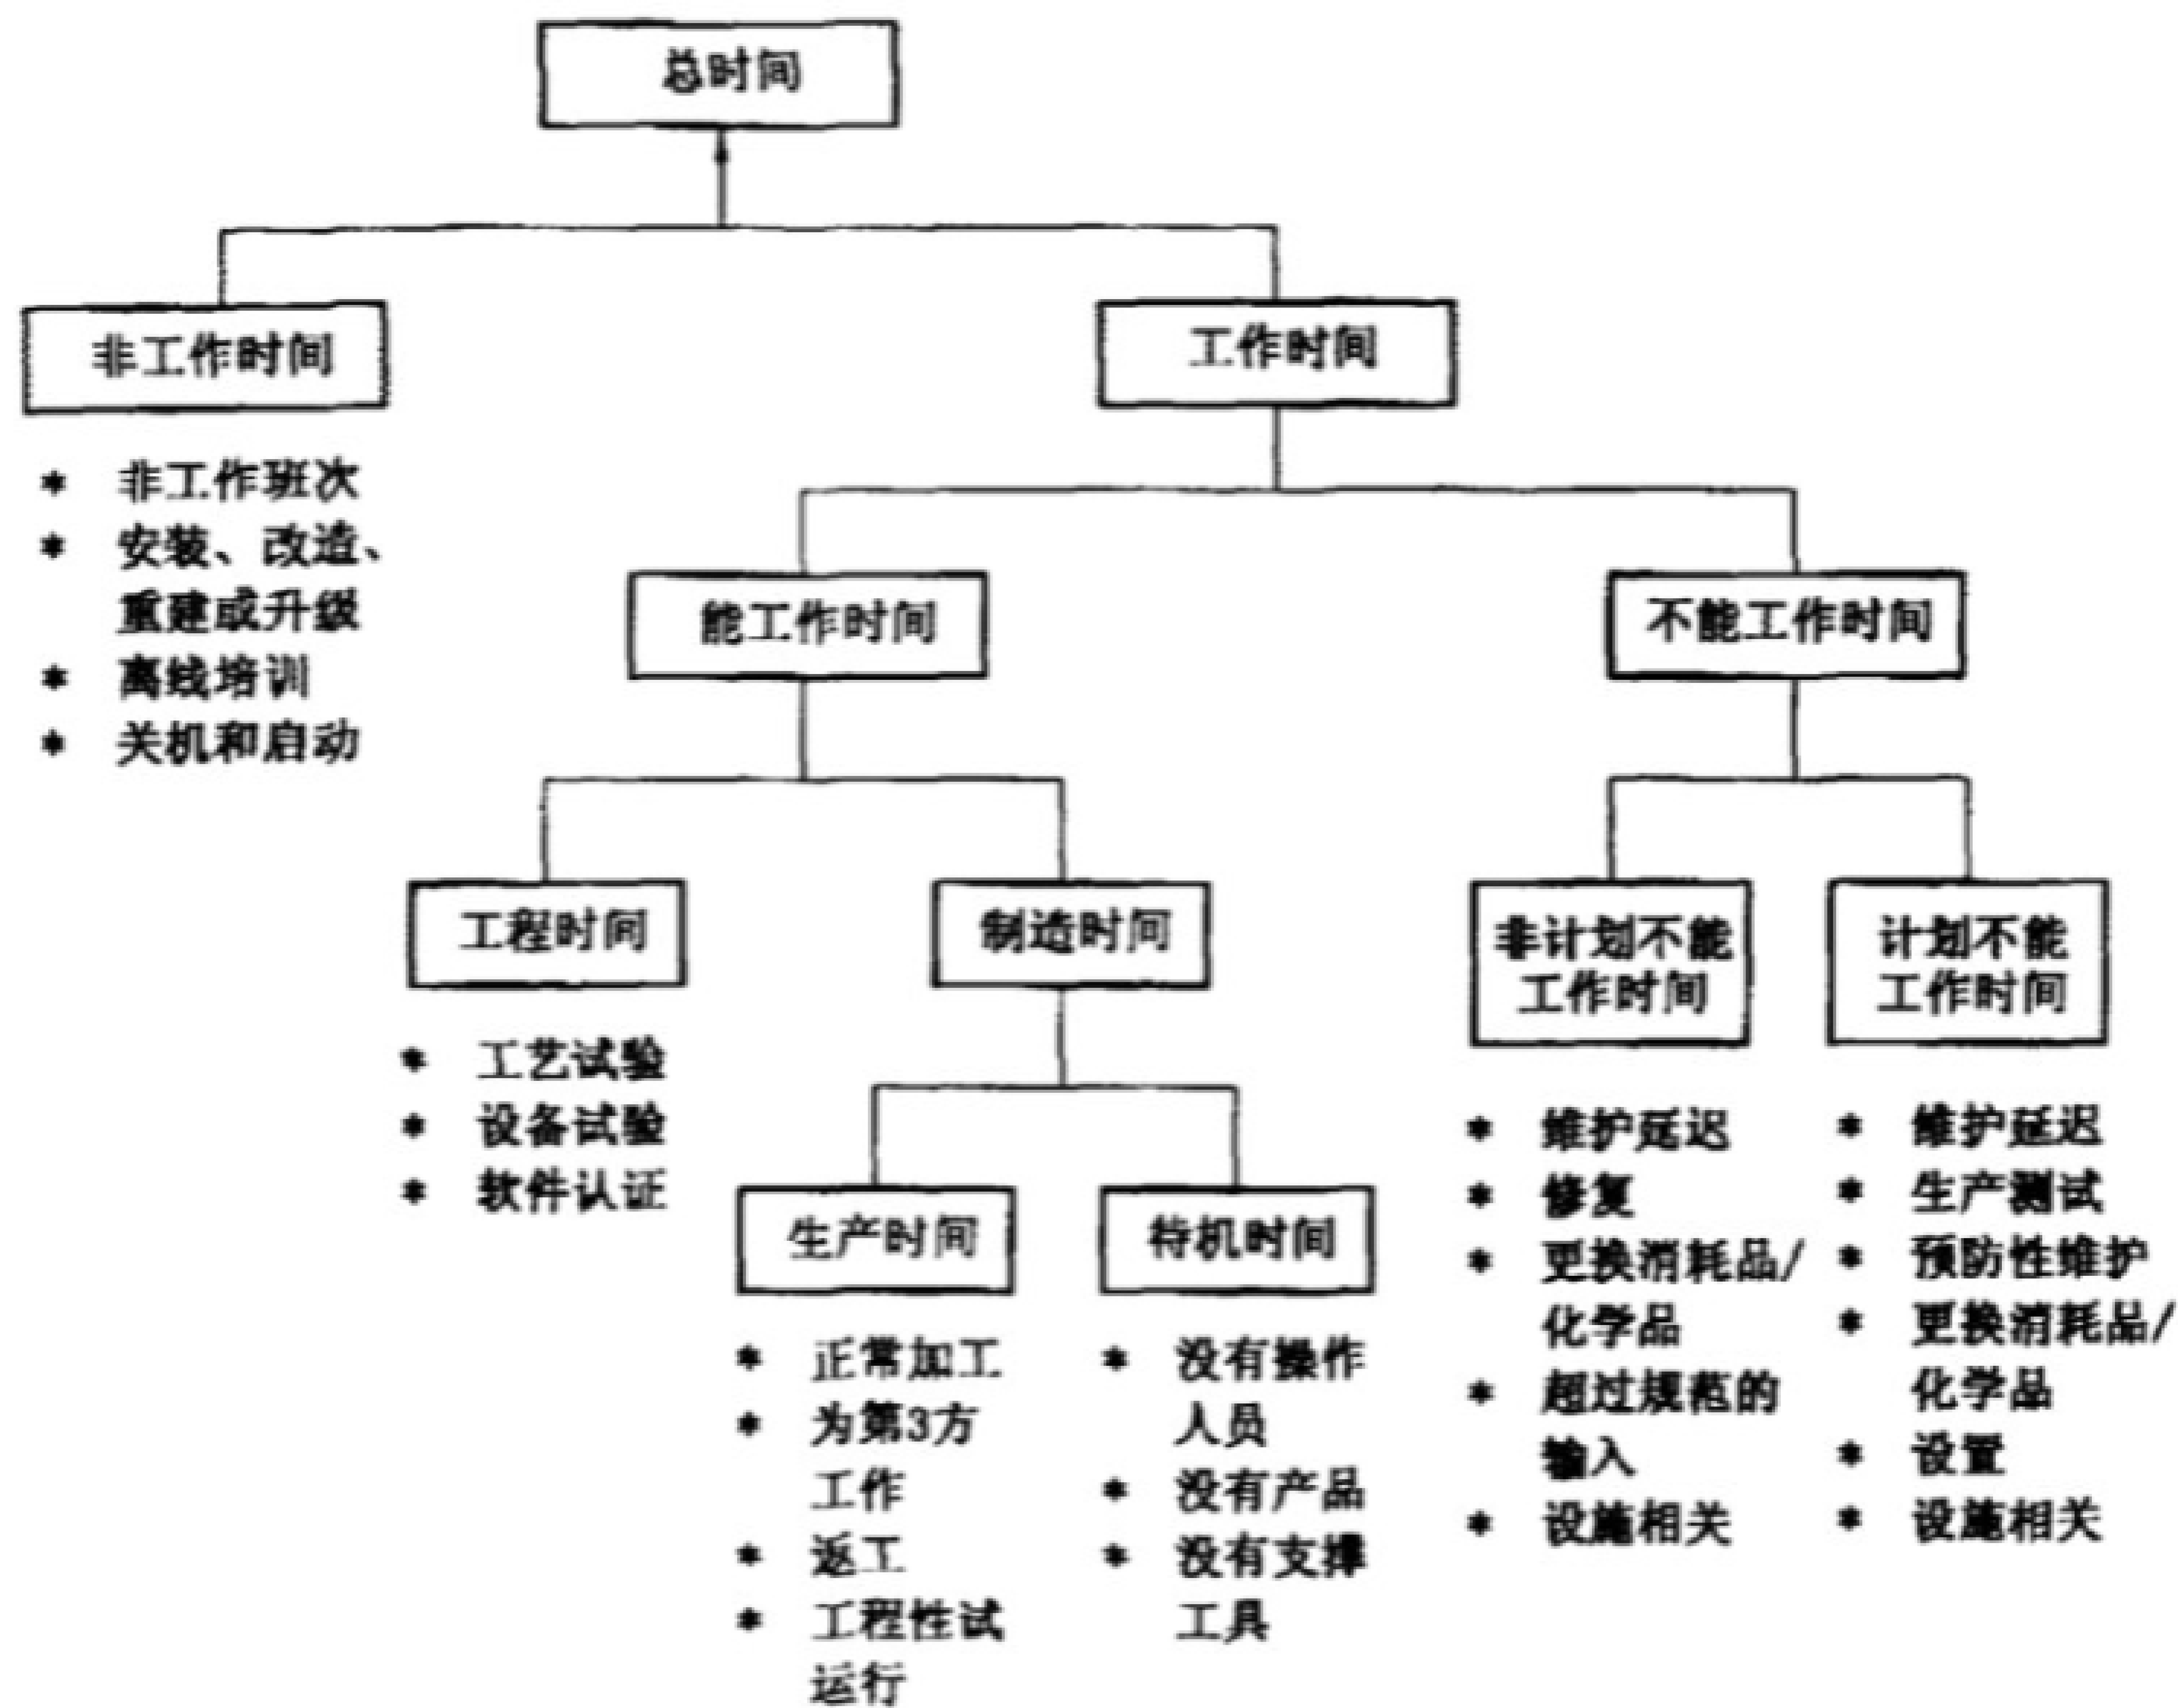 总时间
非工作时间
工作时间
* 非工作班次
* 安装、改造、
重建或升级
* 离线培训
* 关机和启动
能工作时间
不能工作时间
工程时间
制造时间
非计划不能
工作时间
计划不能
工作时间
* 工艺试验
* 设备试验
* 软件认证
生产时间
待机时间
* 正常加工
* 为第3方
工作
* 返工
* 工程性试
运行
* 没有操作
人员
* 没有产品
* 没有支撑
工具
* 维护延迟
* 修复
* 更换消耗品/
化学品
* 超过规范的
输入
* 设施相关
* 维护延迟
* 生产测试
* 预防性维护
* 更换消耗品/
化学品
* 设置
* 设施相关